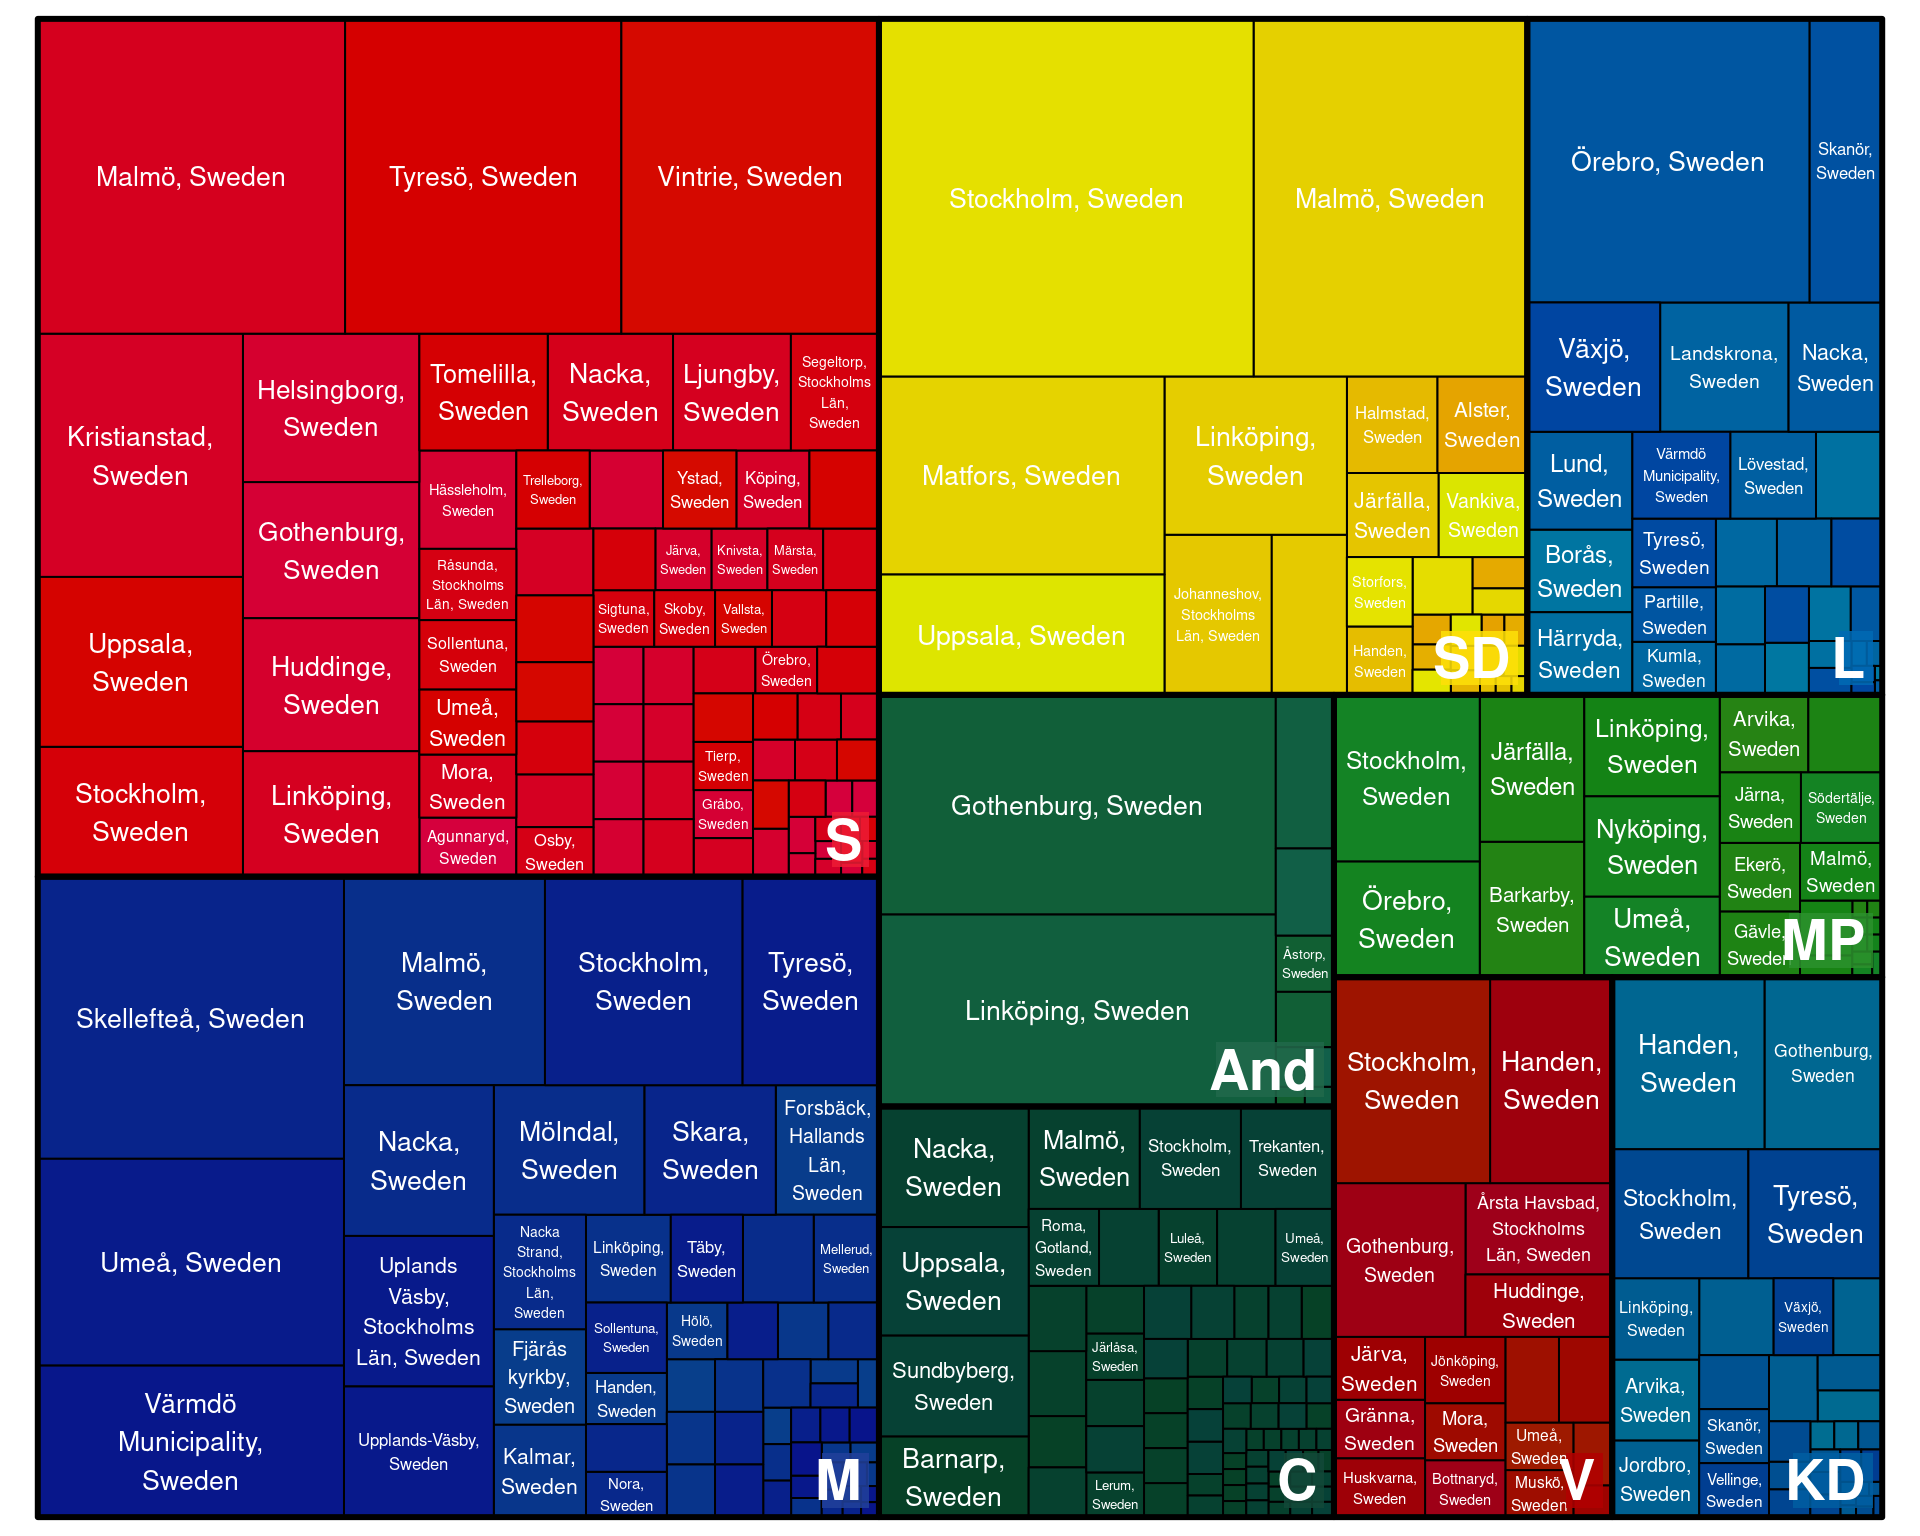 Malmö, Sweden
Tyresö, Sweden
Vintrie, Sweden
Kristianstad,
Sweden
Uppsala,
Sweden
Stockholm,
Sweden
Helsingborg,
Sweden
Gothenburg,
Sweden
Huddinge,
Sweden
Linköping,
Sweden
Tomelilla,
Sweden
Nacka,
Sweden
Ljungby,
Sweden
Segeltorp,
Stockholms
Län,
Sweden
Hässleholm,
Sweden
Råsunda,
Stockholms
Län, Sweden
Sollentuna,
Sweden
Umeå,
Sweden
Mora,
Sweden
Agunnaryd,
Sweden
Trelleborg,
Sweden
Ystad,
Sweden
Köping,
Sweden
Järva,
Sweden
Knivsta,
Sweden
Märsta,
Sweden
Sigtuna,
Sweden
Skoby,
Sweden
Vallsta,
Sweden
Örebro,
Sweden
Tierp,
Sweden
Gråbo,
Sweden
Osby,
Sweden
S
Stockholm, Sweden
Malmö, Sweden
Matfors, Sweden
Uppsala, Sweden
Linköping,
Sweden
Johanneshov,
Stockholms
Län, Sweden
Halmstad,
Sweden
Alster,
Sweden
Järfälla,
Sweden
Vankiva,
Sweden
Storfors,
Sweden
Handen,
Sweden
SD
Örebro, Sweden
Skanör,
Sweden
Växjö,
Sweden
Landskrona,
Sweden
Nacka,
Sweden
Lund,
Sweden
Borås,
Sweden
Härryda,
Sweden
Värmdö
Municipality,
Sweden
Lövestad,
Sweden
Tyresö,
Sweden
Partille,
Sweden
Kumla,
Sweden
L
Skellefteå, Sweden
Umeå, Sweden
Värmdö
Municipality,
Sweden
Malmö,
Sweden
Stockholm,
Sweden
Tyresö,
Sweden
Nacka,
Sweden
Uplands
Väsby,
Stockholms
Län, Sweden
Upplands-Väsby,
Sweden
Mölndal,
Sweden
Skara,
Sweden
Forsbäck,
Hallands
Län,
Sweden
Nacka
Strand,
Stockholms
Län,
Sweden
Fjärås
kyrkby,
Sweden
Kalmar,
Sweden
Linköping,
Sweden
Täby,
Sweden
Mellerud,
Sweden
Sollentuna,
Sweden
Hölö,
Sweden
Handen,
Sweden
Nora,
Sweden
M
Gothenburg, Sweden
Linköping, Sweden
Åstorp,
Sweden
And
Nacka,
Sweden
Uppsala,
Sweden
Sundbyberg,
Sweden
Barnarp,
Sweden
Malmö,
Sweden
Stockholm,
Sweden
Trekanten,
Sweden
Roma,
Gotland,
Sweden
Luleå,
Sweden
Umeå,
Sweden
Järlåsa,
Sweden
Lerum,
Sweden
C
Stockholm,
Sweden
Örebro,
Sweden
Järfälla,
Sweden
Barkarby,
Sweden
Linköping,
Sweden
Nyköping,
Sweden
Umeå,
Sweden
Arvika,
Sweden
Järna,
Sweden
Södertälje,
Sweden
Ekerö,
Sweden
Malmö,
Sweden
Gävle,
Sweden
MP
Stockholm,
Sweden
Handen,
Sweden
Gothenburg,
Sweden
Årsta Havsbad,
Stockholms
Län, Sweden
Huddinge,
Sweden
Järva,
Sweden
Gränna,
Sweden
Huskvarna,
Sweden
Jönköping,
Sweden
Mora,
Sweden
Bottnaryd,
Sweden
Umeå,
Sweden
Muskö,
Sweden
V
Handen,
Sweden
Gothenburg,
Sweden
Stockholm,
Sweden
Tyresö,
Sweden
Linköping,
Sweden
Växjö,
Sweden
Arvika,
Sweden
Jordbro,
Sweden
Skanör,
Sweden
Vellinge,
Sweden
KD